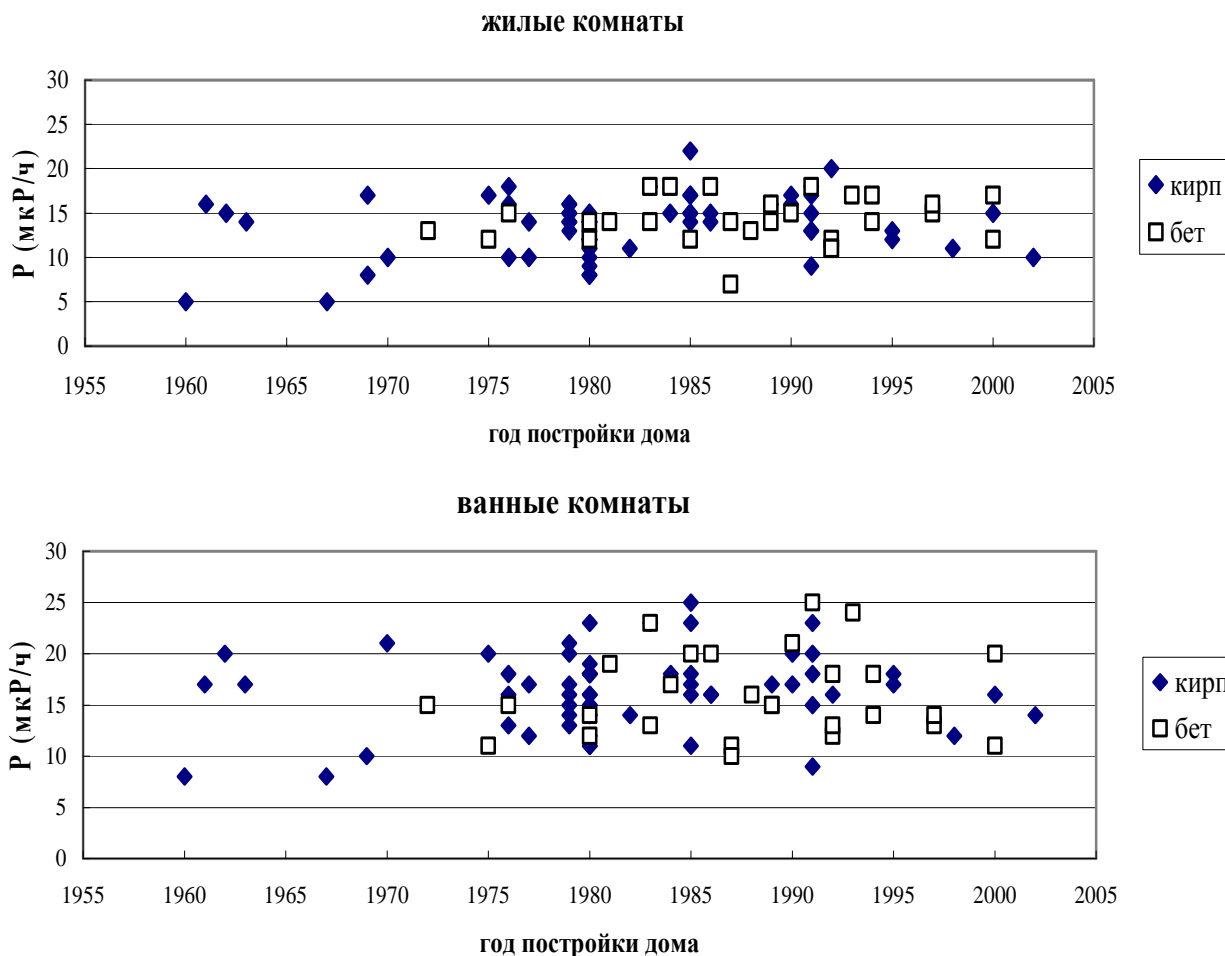 жилые комнаты
30
25
20
15
10
5
0
Р (мкР/ч)
1955 1960 1965 1970 1975 1980 1985 1990 1995 2000 2005
год постройки дома
кирп
бет
ванные комнаты
30
25
20
15
10
5
0
Р (мкР/ч)
1955 1960 1965 1970 1975 1980 1985 1990 1995 2000 2005
год постройки дома
кирп
бет